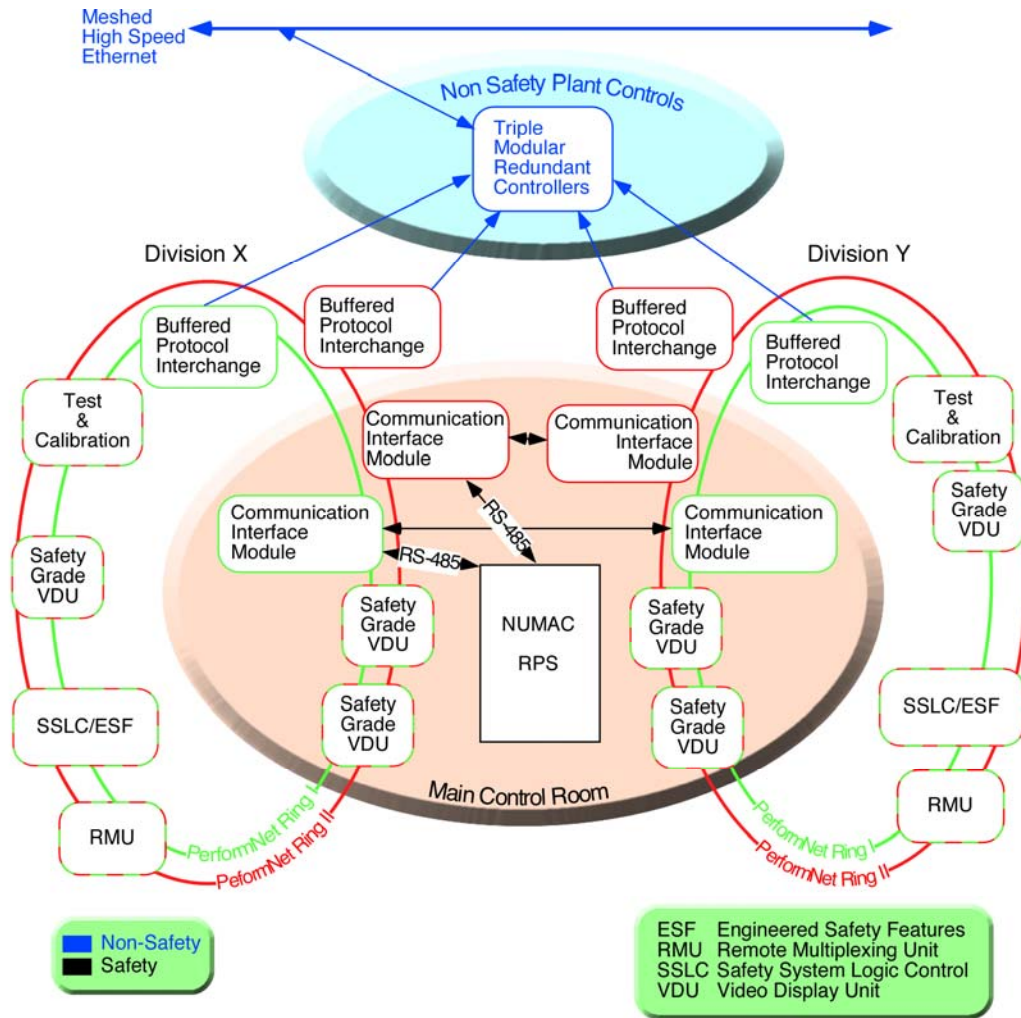 Meshed
High Speed
Ethernet
Non Safety Plant Controls
Triple
Modular
Redundant
Controllers
Division X
Division Y
Buffered
Protocol
Interchange
Buffered
Protocol
Interchange
Buffered
Protocol
Interchange
Buffered
Protocol
Interchange
Test
&
Calibration
Communication
Interface
Module
Communication
Interface
Module
Test
&
Calibration
Safety
Grade
VDU
Communication
Interface
Module
RS-485
RS-485
Communication
Interface
Module
Safety
Grade
VDU
Safety
Grade
VDU
NUMAC
RPS
Safety
Grade
VDU
SSLC/ESF
Safety
Grade
VDU
Safety
Grade
VDU
SSLC/ESF
RMU
Main Control Room
RMU
PerformNet Ring I
PeformNet Ring II
PerformNet Ring I
PerformNet Ring II
Non-Safety
Safety
ESF Engineered Safety Features
RMU Remote Multiplexing Unit
SSLC Safety System Logic Control
VDU Video Display Unit